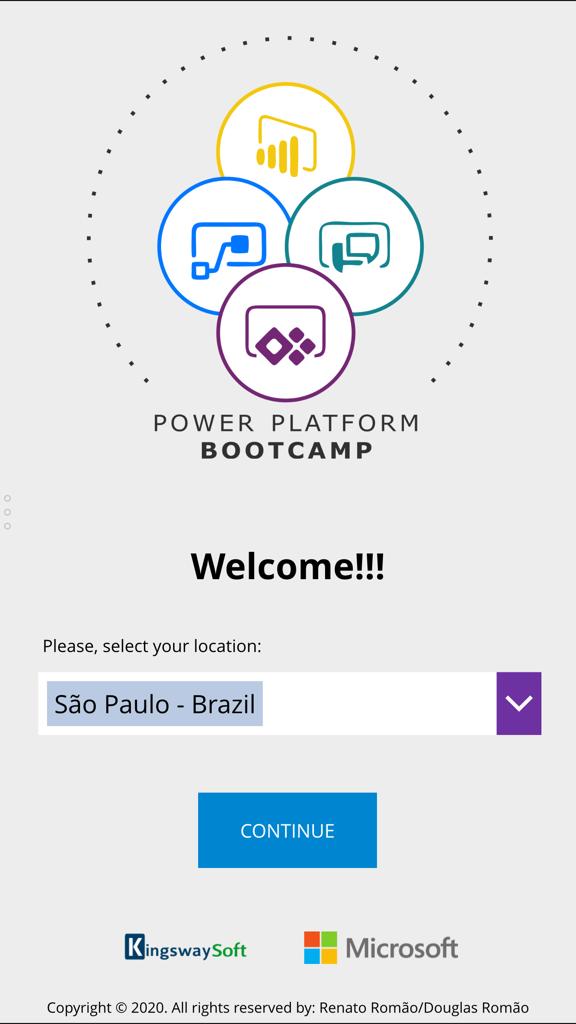 POWER PLATFORM
BOOTCAMP
Welcome!!!
Please, select your location:
São Paulo - Brazil
CONTINUE
KingswaySoft
Microsoft
Copyright © 2020. All rights reserved by: Renato Romão/Douglas Romão